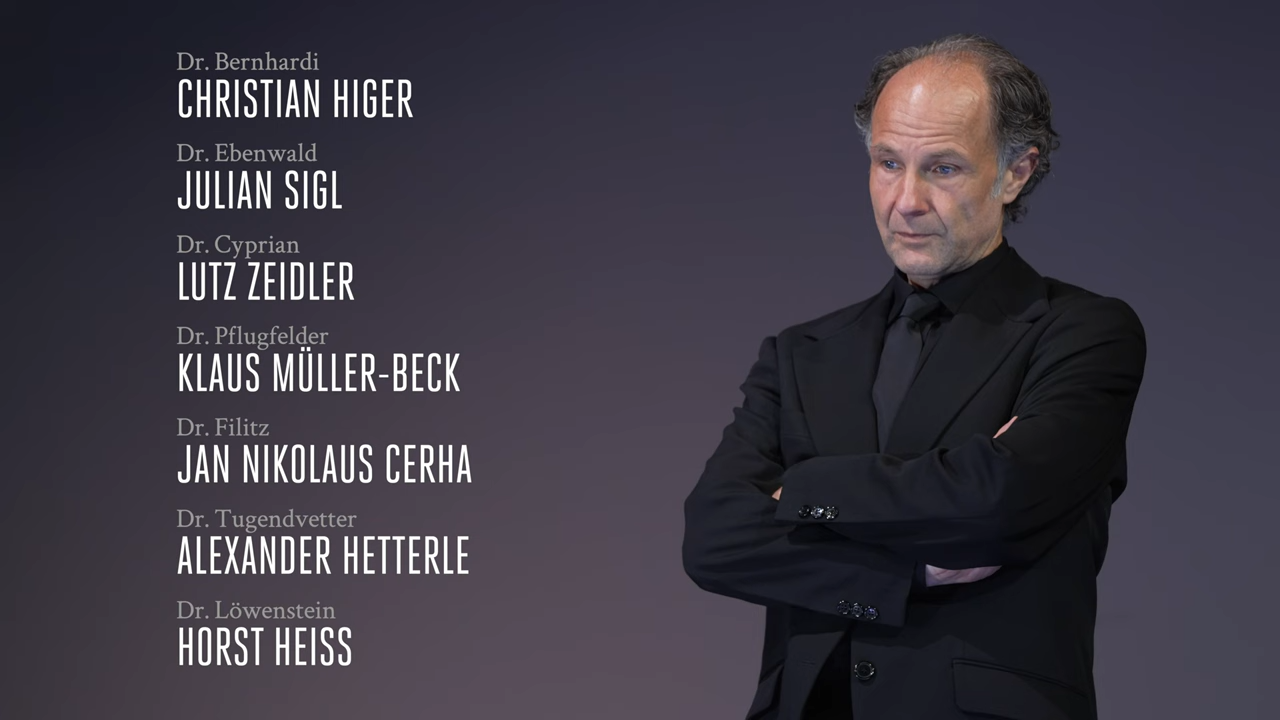 Dr. Bernhardi
CHRISTIAN HIGER
Dr. Ebenwald
JULIAN SIGL
Dr. Cyprian
LUTZ ZEIDLER
Dr. Pflugfelder
KLAUS MÜLLER-BECK
Dr. Filitz
JAN NIKOLAUS CERHA
Dr. Tugendvetter
ALEXANDER HETTERLE
Dr. Löwenstein
HORST HEISS